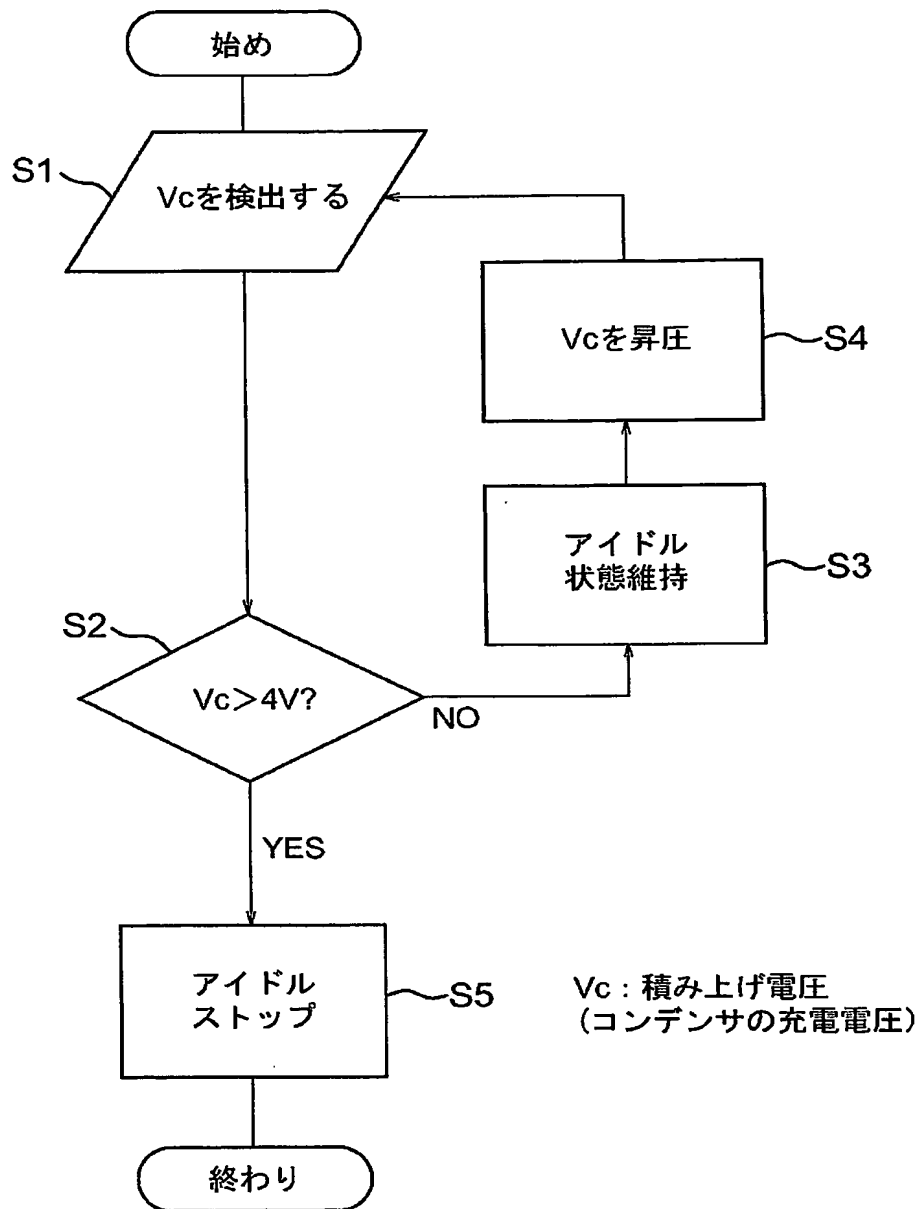 始め
S1
Vcを検出する
Vcを昇圧
S4
アイドル
状態維持
S3
S2
Vc＞4V?
NO
YES
アイドル
ストップ
S5
Vc：積み上げ電圧
（コンデンサの充電電圧）
終わり